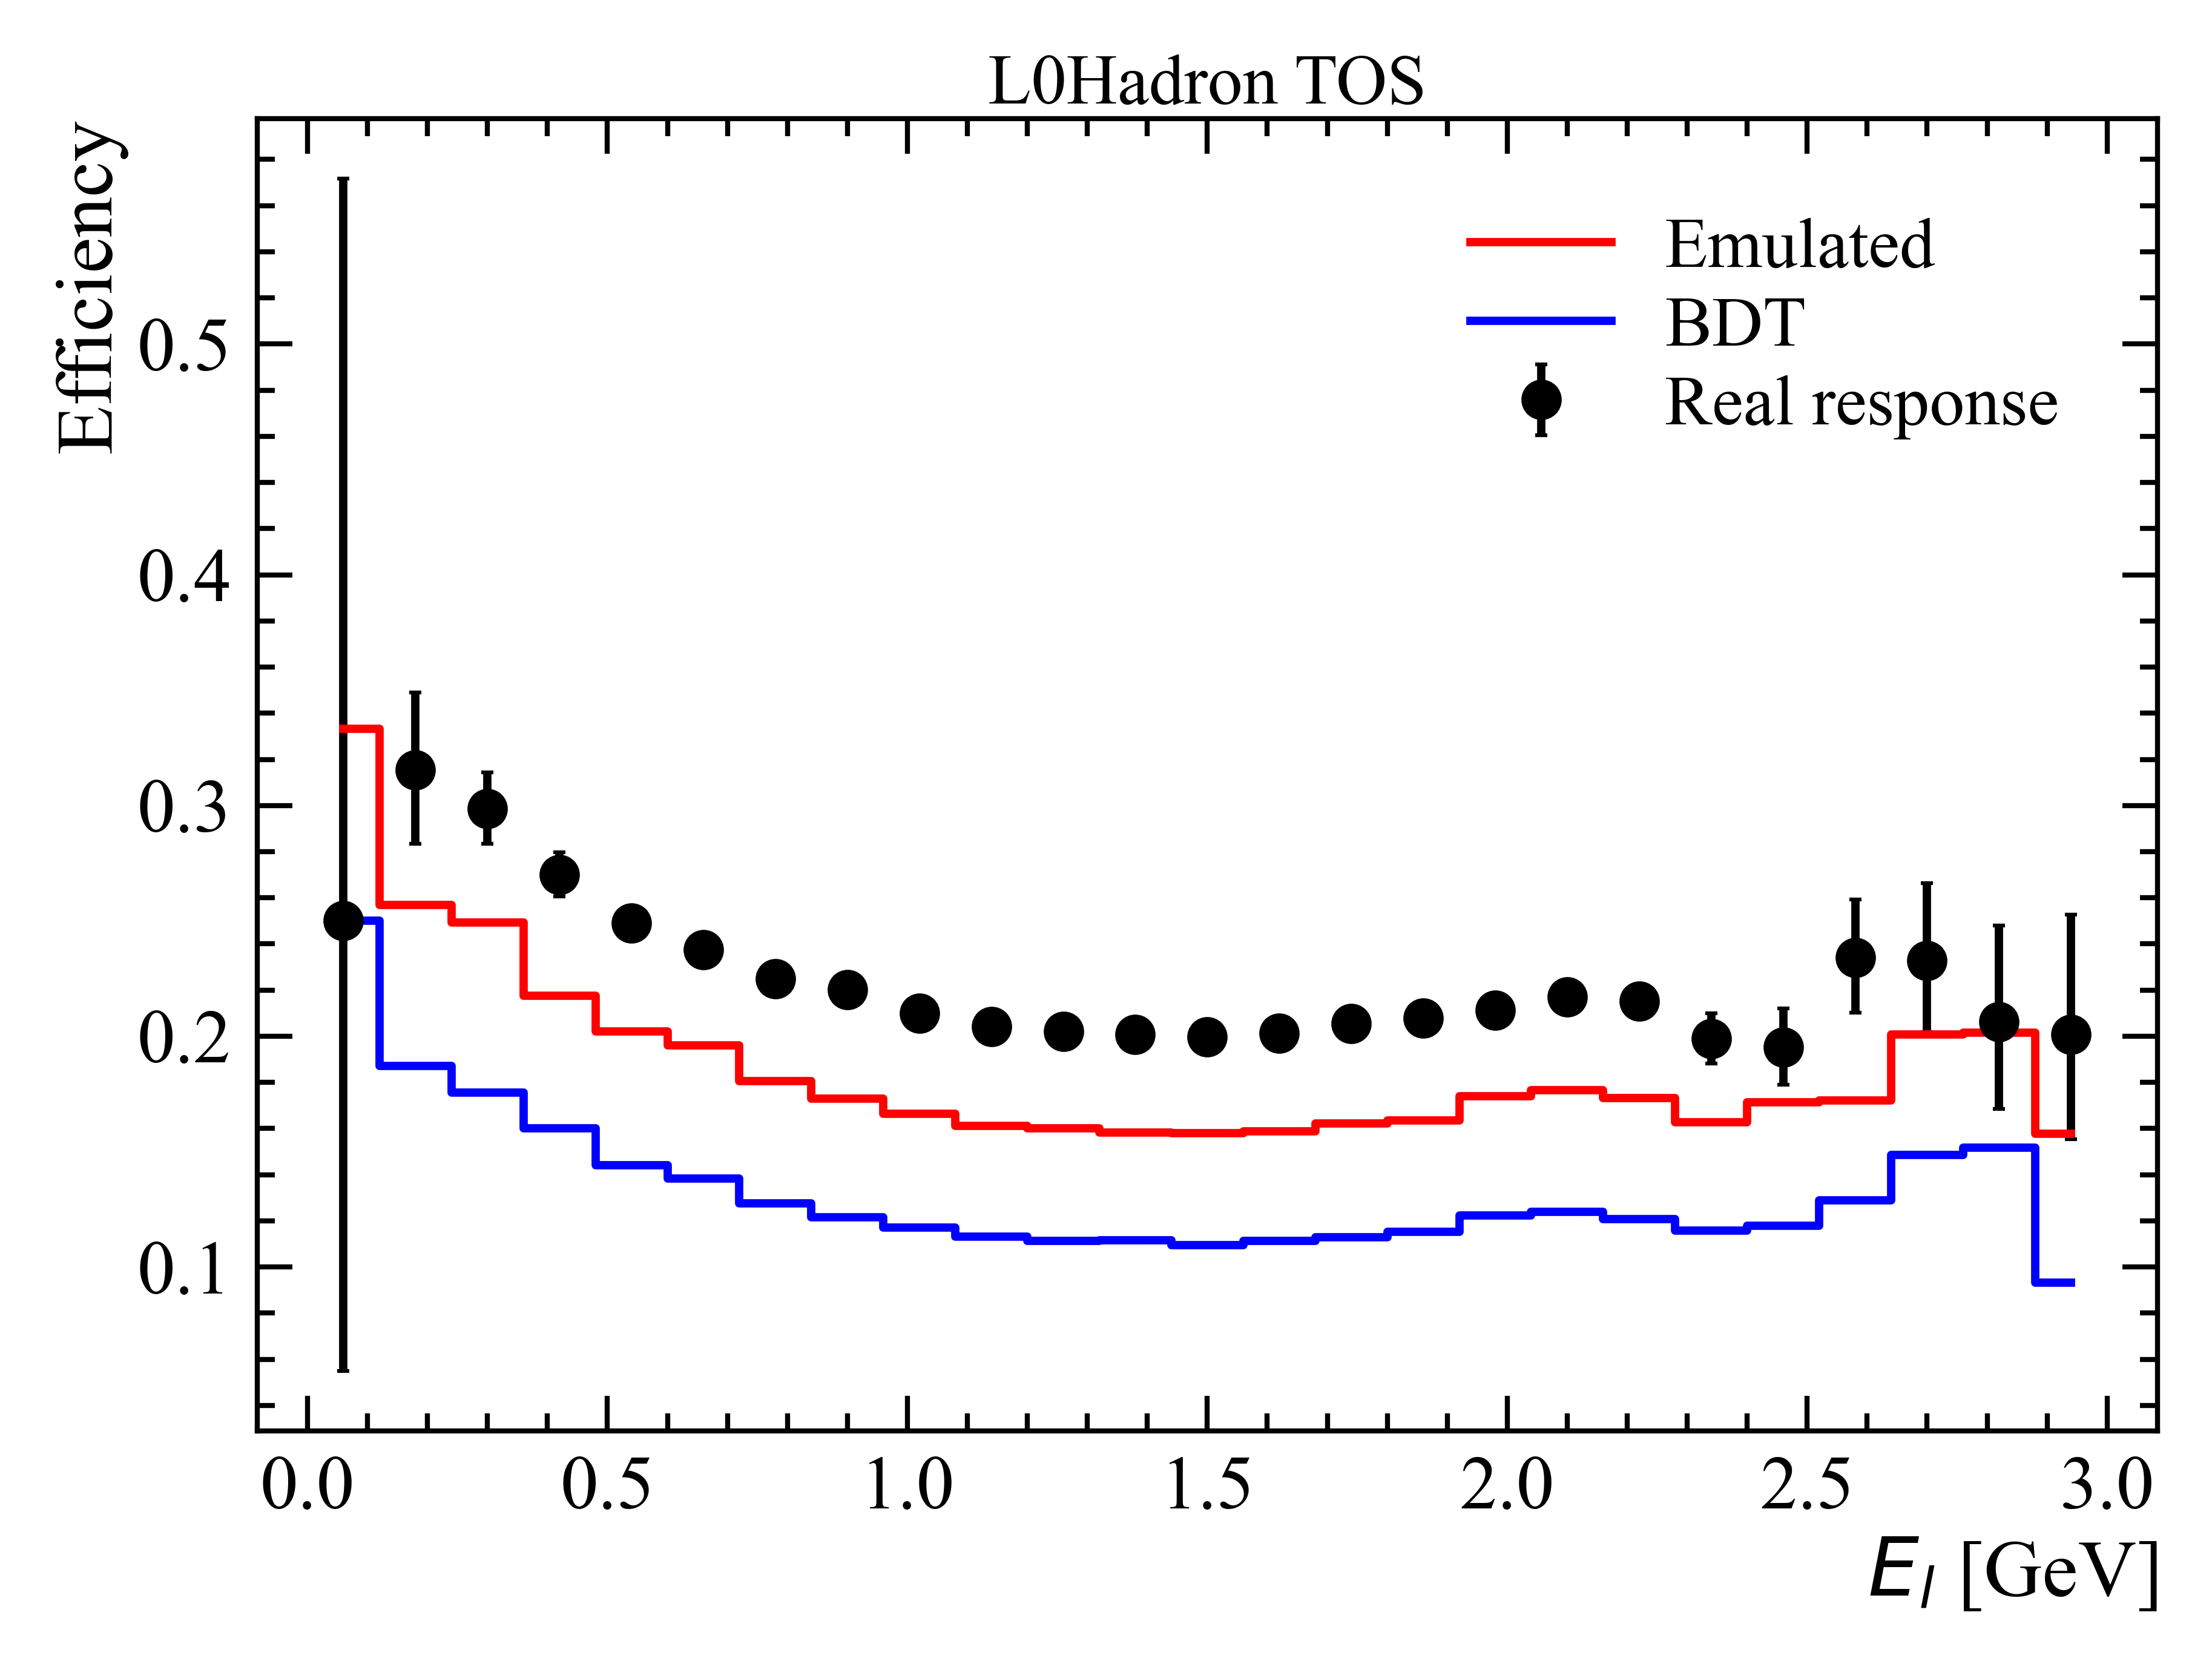 L0Hadron TOS
Efficiency
Emulated
BDT
Real response
0.5
0.4
0.3
0.2
0.1
0.0 0.5 1.0 1.5 2.0 2.5 3.0
E_l [GeV]